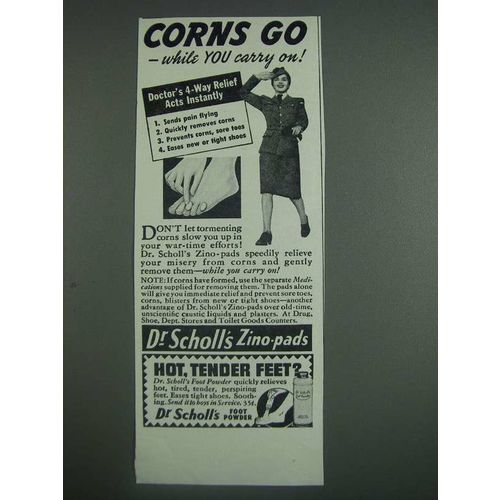 CORNS GO
—while YOU carry on!
Doctor's 4-Way Relief
Acts Instantly
1. Sends pain flying
2. Quickly removes corns
3. Prevents corns, sore toes
4. Eases new or tight shoes
DON'T let tormenting
corns slow you up in
your war-time efforts!
Dr. Scholl's Zino-pads speedily relieve
your misery from corns and gently
remove them—while you carry on!
NOTE: If corns have formed, use the separate Medi-
cations supplied for removing them. The pads alone
will give you immediate relief and prevent sore toes,
corns, blisters from new or tight shoes—another
advantage of Dr. Scholl's Zino-pads over old-time,
unscientific caustic liquids and plasters. At Drug,
Shoe, Dept. Stores and Toilet Goods Counters.
Dr Scholl's Zino-pads
HOT, TENDER FEET?
Dr. Scholl's Foot Powder quickly relieves
hot, tired, tender, perspiring
feet. Eases tight shoes. Sooth-
ing. Send it to boys in Service. 35¢.
Dr Scholl's FOOT
POWDER